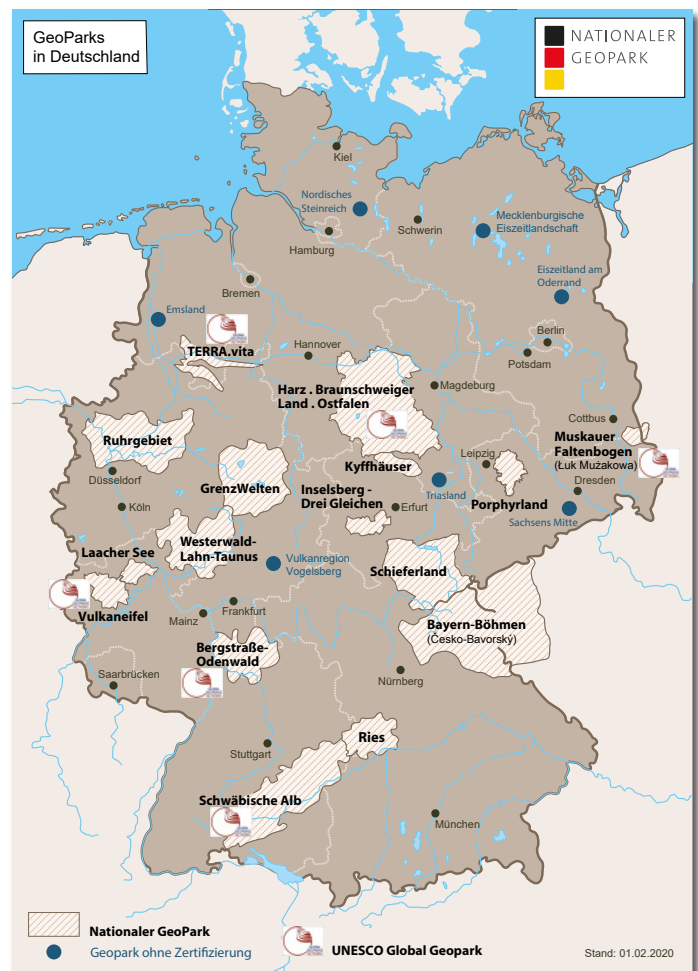 GeoParks
in Deutschland
NATIONALER
GEOPARK
Kiel
Nordisches
Steinreich
Schwerin
Mecklenburgische
Eiszeitlandschaft
Hamburg
Eiszeitland am
Oderrand
Bremen
Emsland
Berlin
TERRA.vita
Hannover
Potsdam
Harz . Braunschweiger
Land . Ostfalen
Magdeburg
Cottbus
Ruhrgebiet
Muskauer
Faltenbogen
(Łuk Mużakowa)
Kyffhäuser
Leipzig
Düsseldorf
GrenzWelten
Inselsberg -
Drei Gleichen
Triasland
Porphyrland
Dresden
Köln
Erfurt
Sachsens Mitte
Westerwald-
Lahn-Taunus
Laacher See
Vulkanregion
Vogelsberg
Schieferland
Vulkaneifel
Frankfurt
Mainz
Bayern-Böhmen
(Česko-Bavorský)
Bergstraße-
Odenwald
Saarbrücken
Nürnberg
Ries
Stuttgart
Schwäbische Alb
München
Nationaler GeoPark
Geopark ohne Zertifizierung
UNESCO Global Geopark
Stand: 01.02.2020